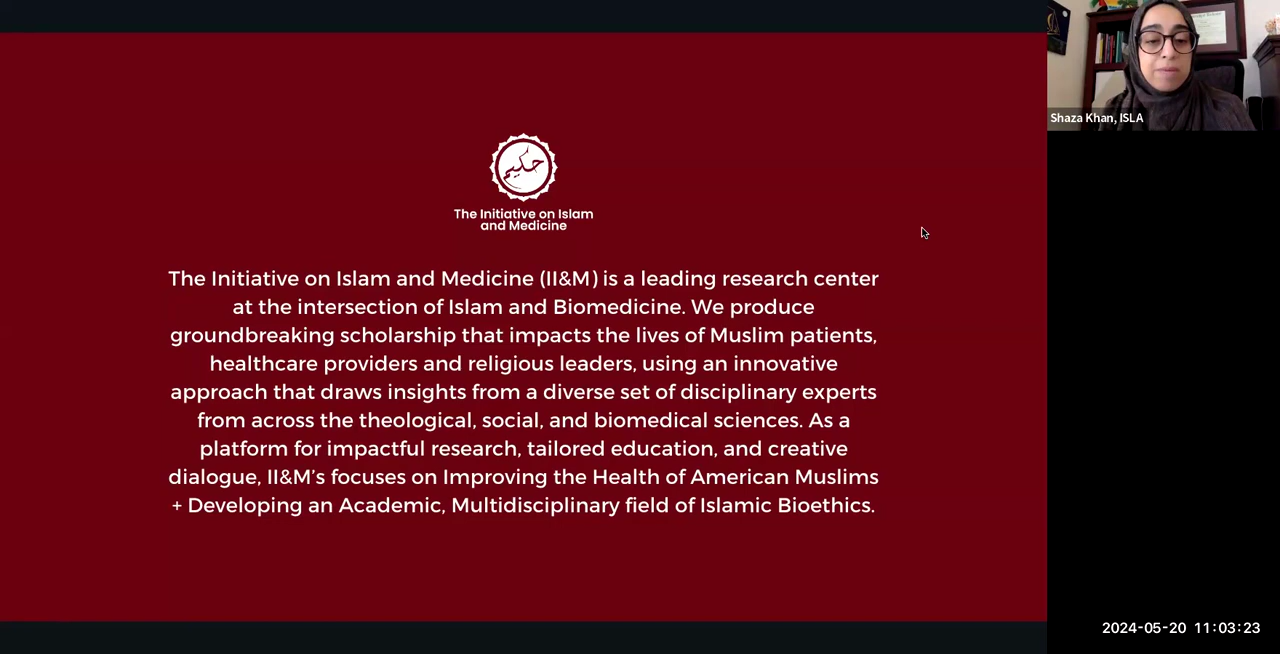 حكيم
The Initiative on Islam
and Medicine
The Initiative on Islam and Medicine (II&M) is a leading research center
at the intersection of Islam and Biomedicine. We produce
groundbreaking scholarship that impacts the lives of Muslim patients,
healthcare providers and religious leaders, using an innovative
approach that draws insights from a diverse set of disciplinary experts
from across the theological, social, and biomedical sciences. As a
platform for impactful research, tailored education, and creative
dialogue, II&M’s focuses on Improving the Health of American Muslims
+ Developing an Academic, Multidisciplinary field of Islamic Bioethics.
Shaza Khan, ISLA
2024-05-20 11:03:23